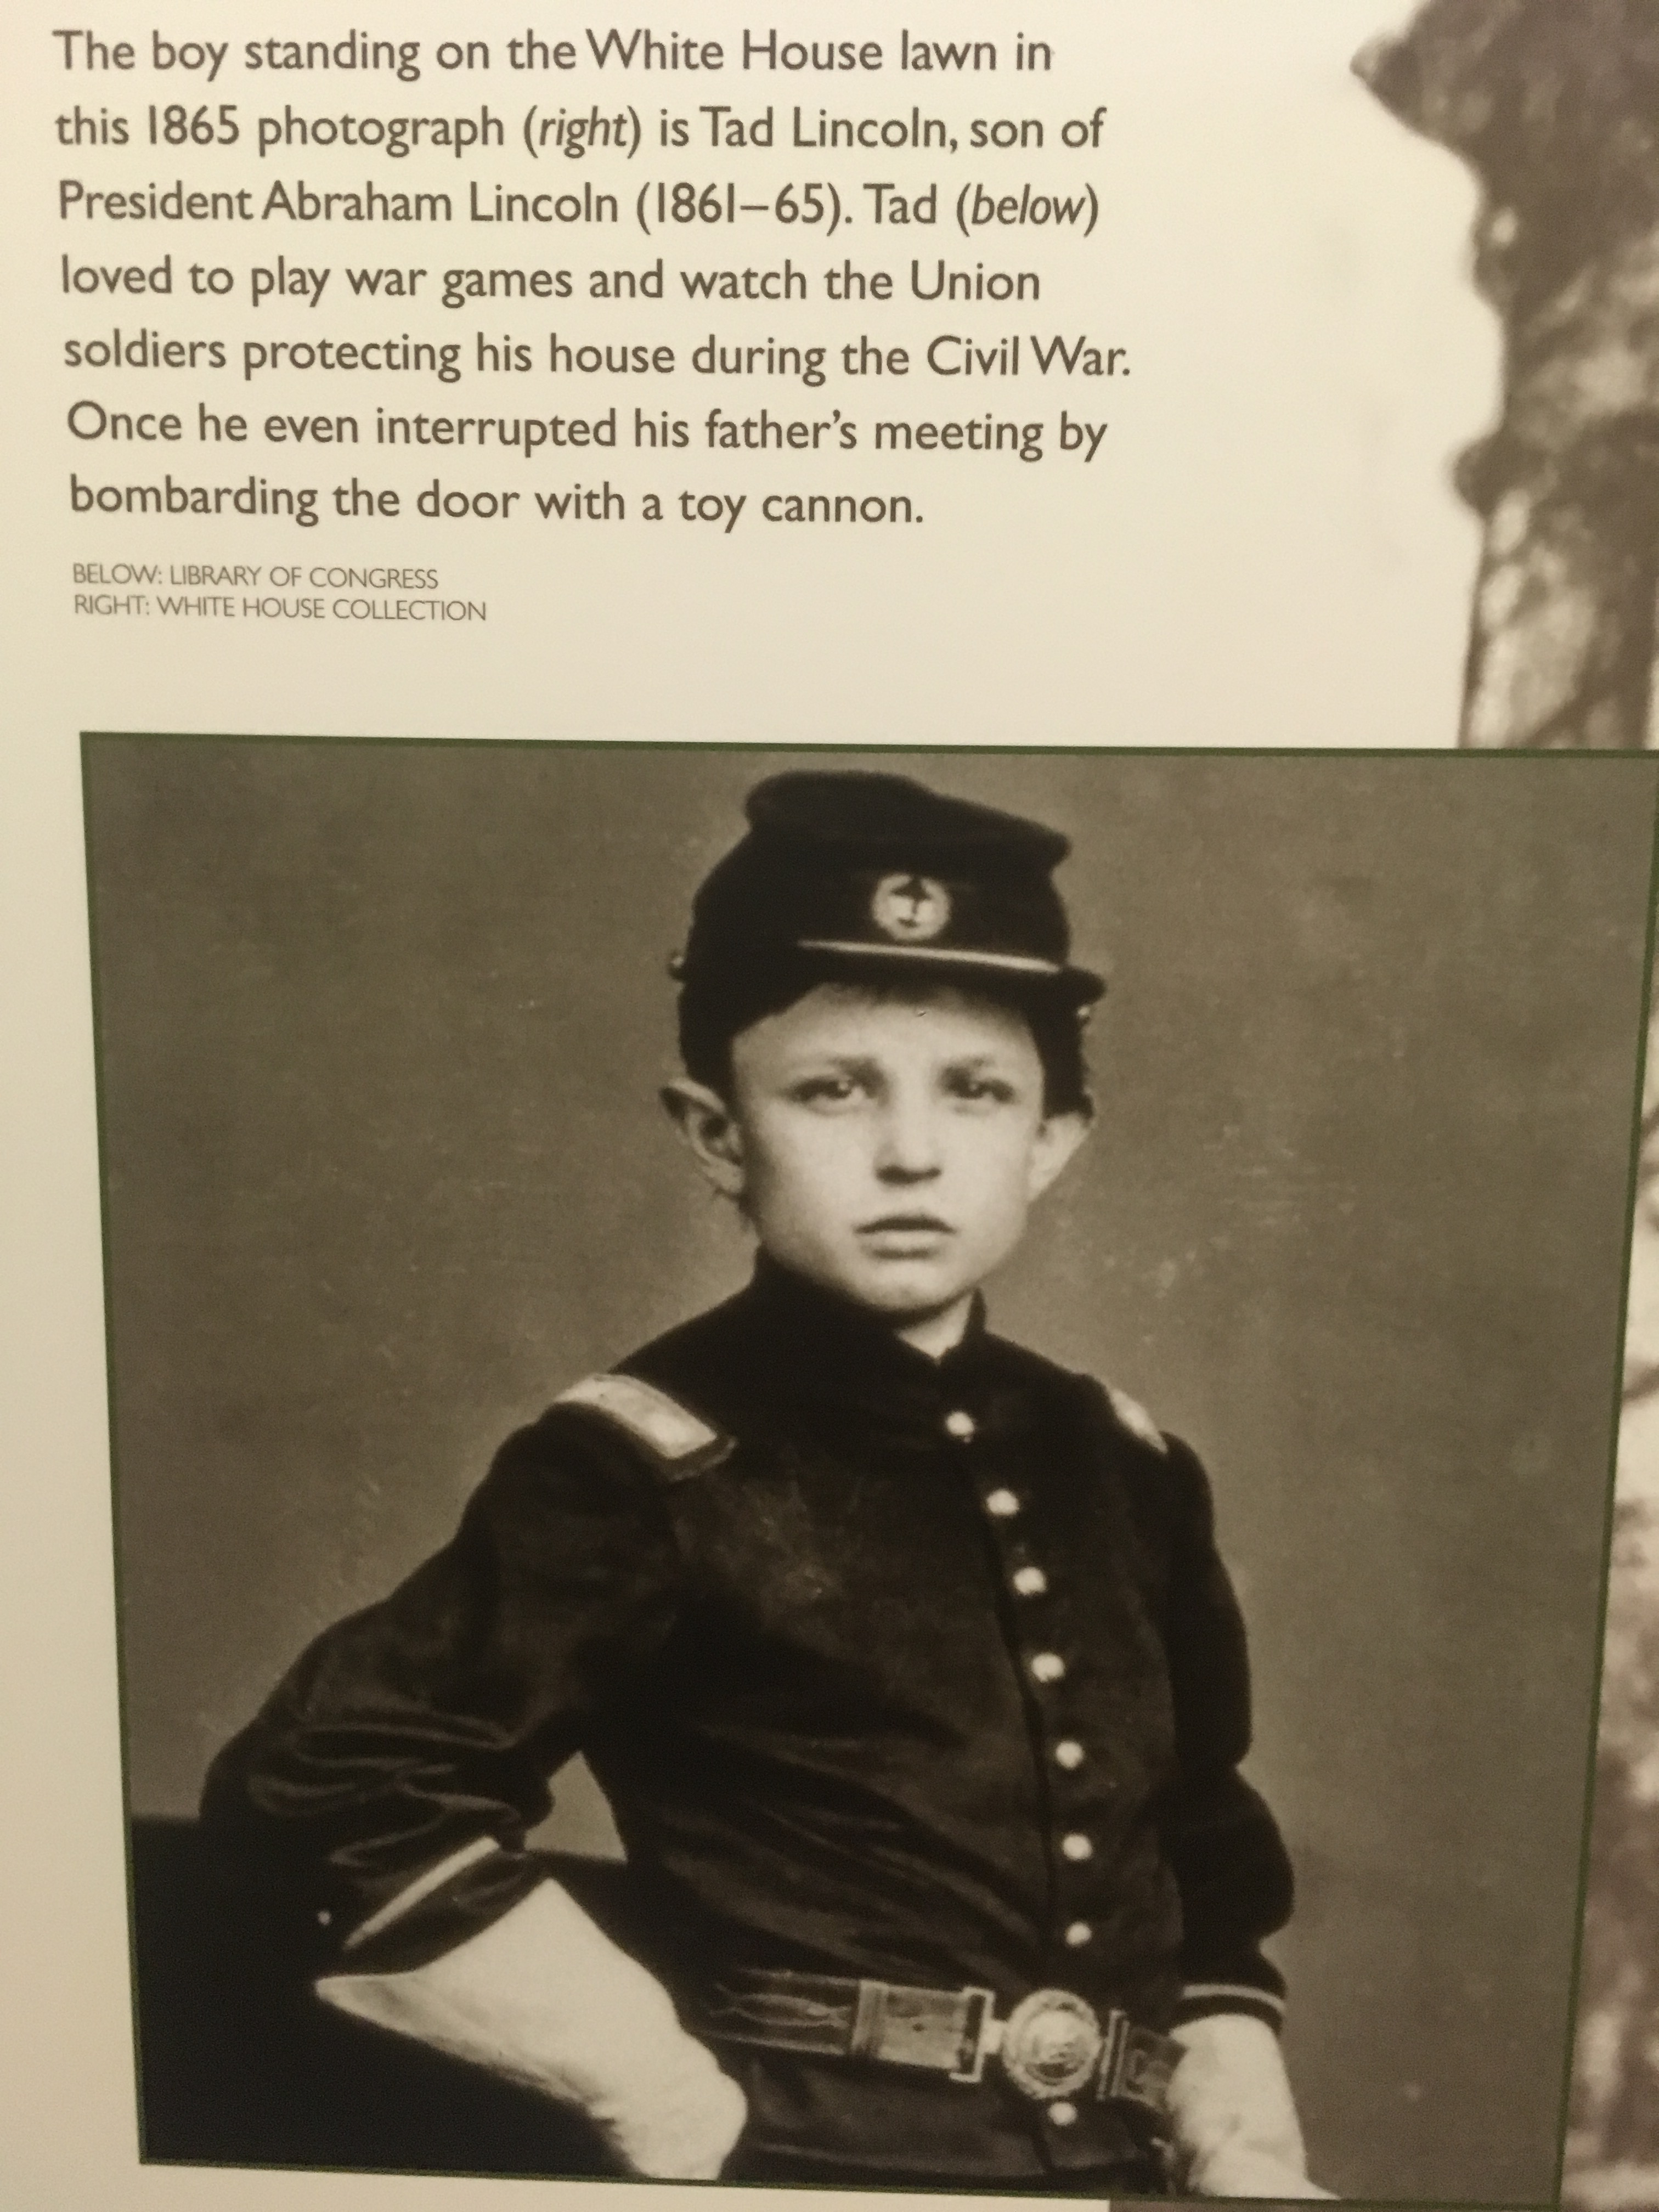 The boy standing on the White House lawn in
this 1865 photograph (right) is Tad Lincoln, son of
President Abraham Lincoln (1861–65). Tad (below)
loved to play war games and watch the Union
soldiers protecting his house during the Civil War.
Once he even interrupted his father's meeting by
bombarding the door with a toy cannon.
BELOW: LIBRARY OF CONGRESS
RIGHT: WHITE HOUSE COLLECTION